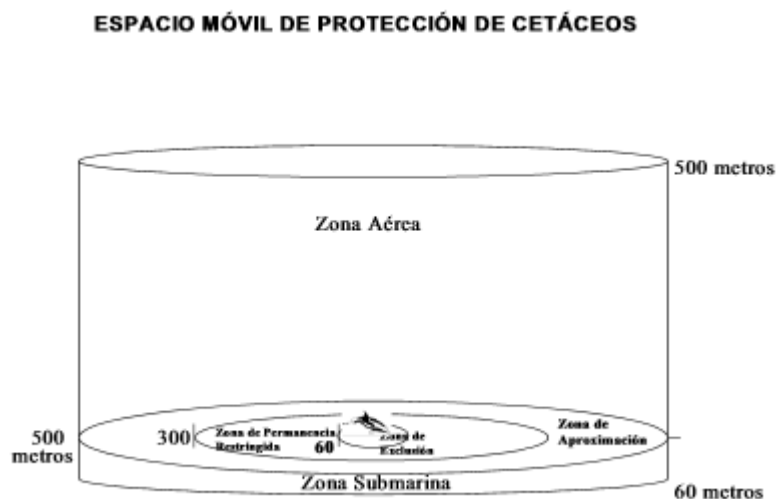 ESPACIO MÓVIL DE PROTECCIÓN DE CETÁCEOS
500 metros
Zona Aérea
500
metros
300
Zona de Permanencia
Restringida
60
Zona de
Exclusión
Zona de
Aproximación
Zona Submarina
60 metros